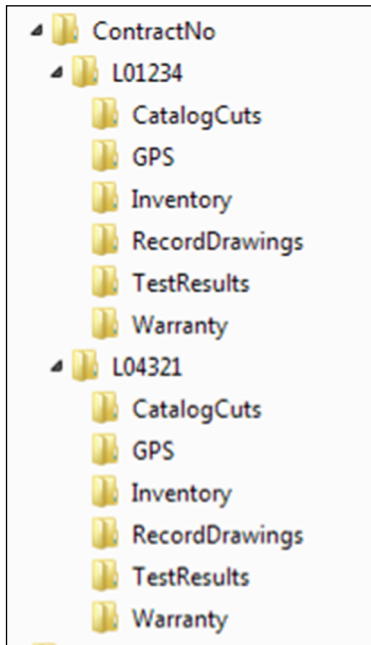 ContractNo
L01234
CatalogCuts
GPS
Inventory
RecordDrawings
TestResults
Warranty
L04321
CatalogCuts
GPS
Inventory
RecordDrawings
TestResults
Warranty